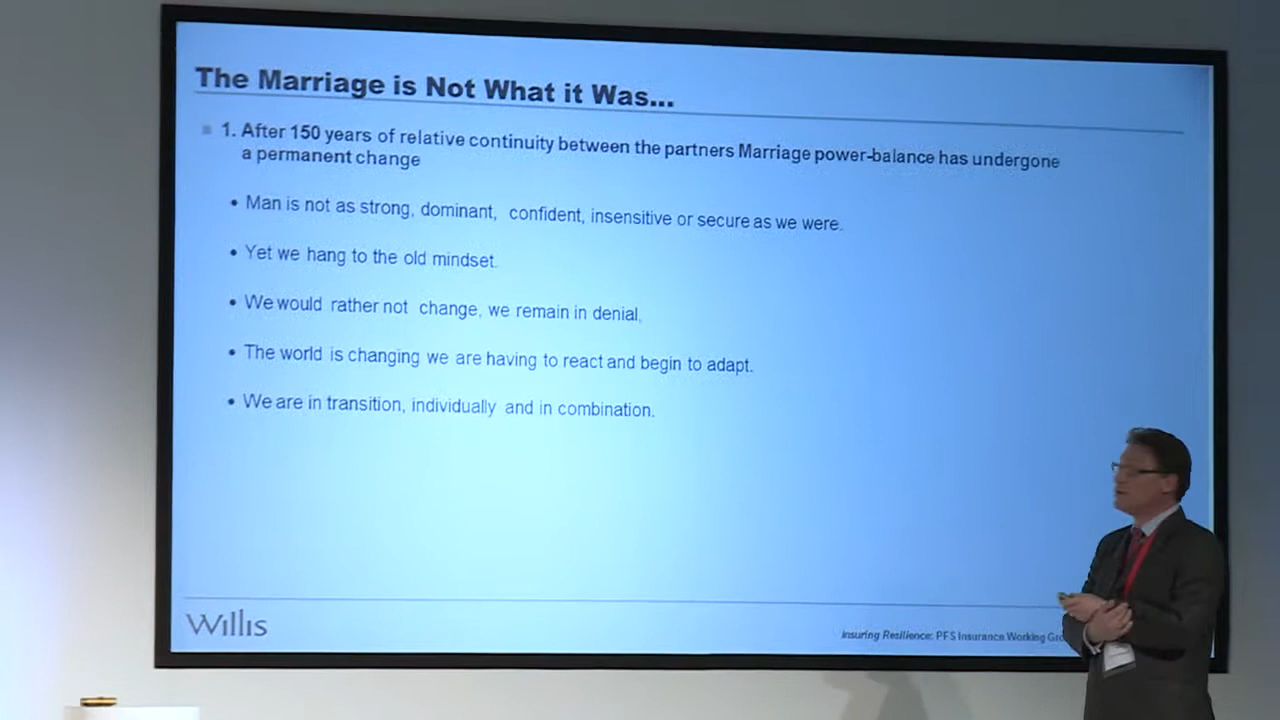 The Marriage is Not What it Was...
1. After 150 years of relative continuity between the partners Marriage power-balance has undergone
a permanent change
• Man is not as strong, dominant, confident, insensitive or secure as we were.
• Yet we hang to the old mindset.
• We would rather not change, we remain in denial,
• The world is changing we are having to react and begin to adapt.
• We are in transition, individually and in combination.
Willis
Insuring Resilience: PFS Insurance Working